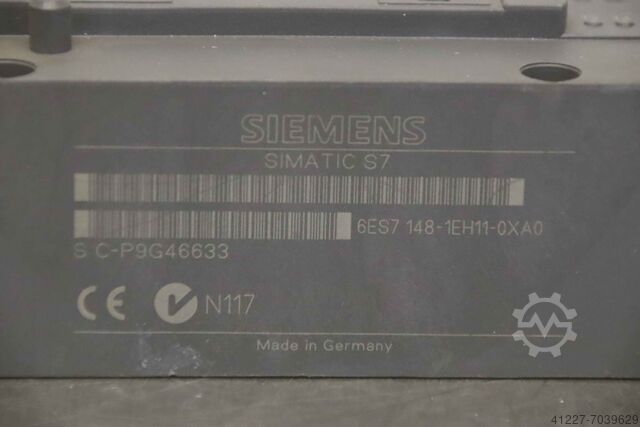 SIEMENS
SIMATIC S7
6ES7 148-1EH11-0XA0
S C-P9G46633
CE N117
Made in Germany
41227-7039629